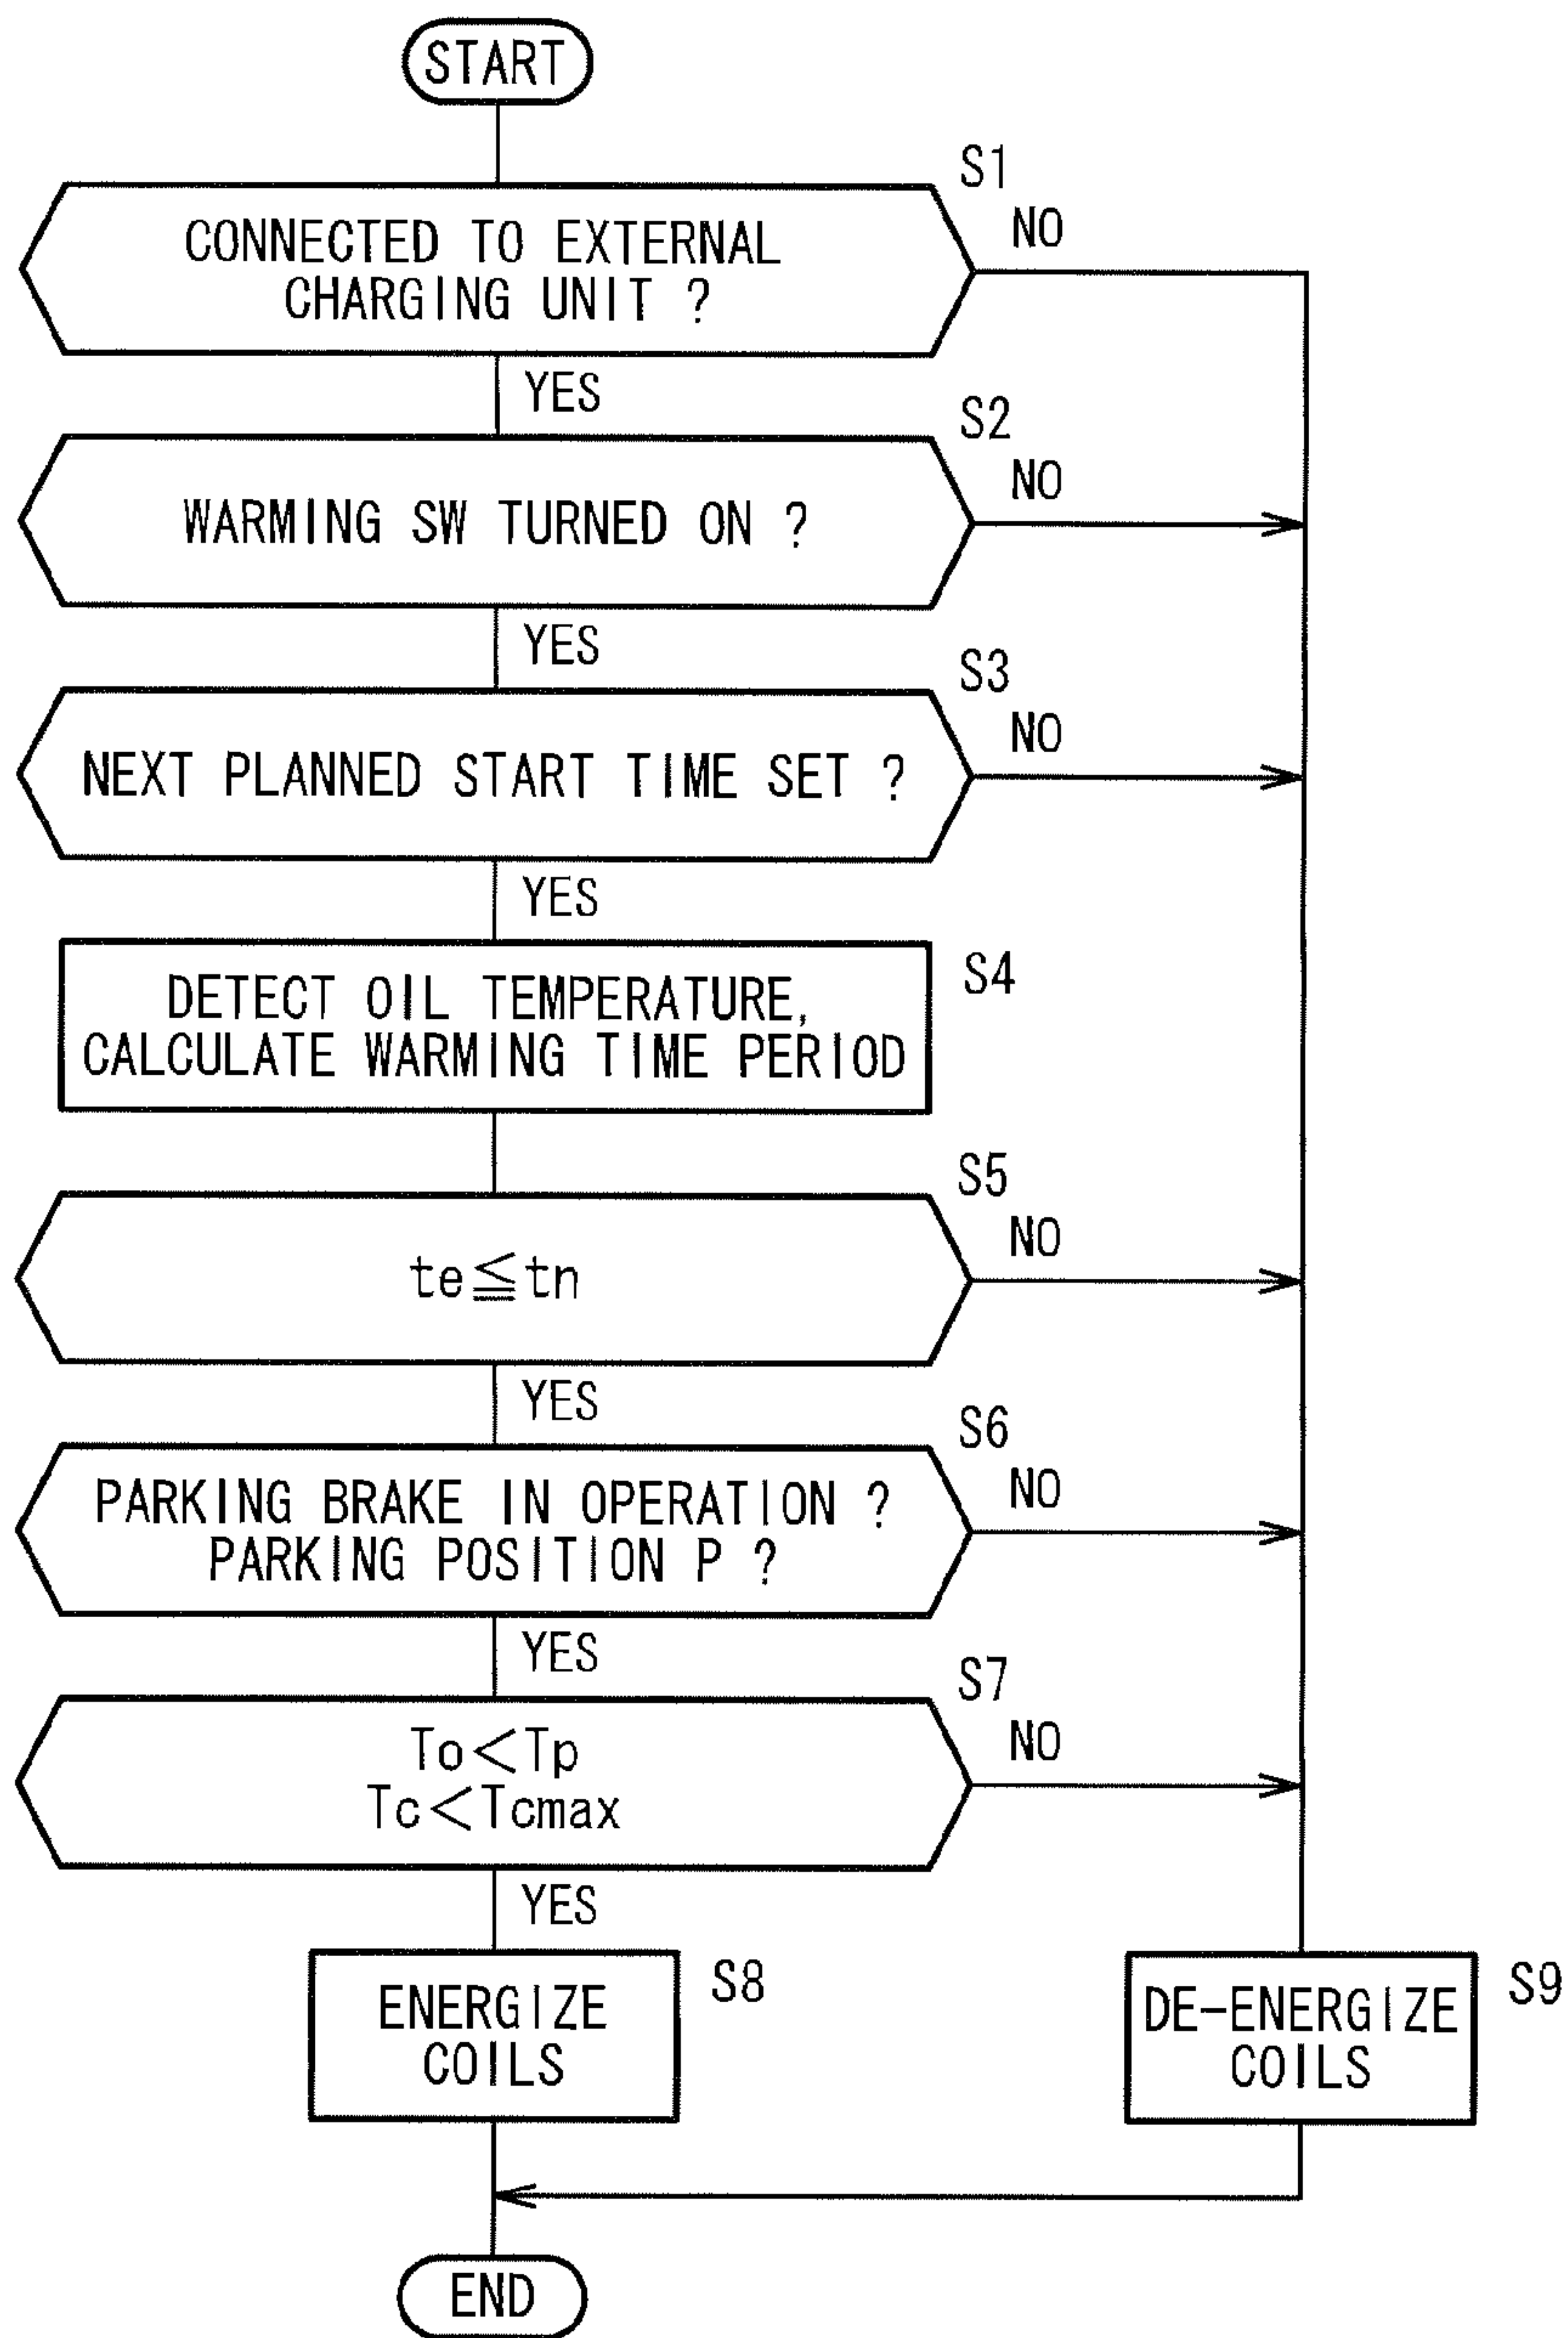 START
S1
CONNECTED TO EXTERNAL
CHARGING UNIT ?
NO
YES
S2
WARMING SW TURNED ON ?
NO
YES
S3
NEXT PLANNED START TIME SET ?
NO
YES
S4
DETECT OIL TEMPERATURE,
CALCULATE WARMING TIME PERIOD
S5
te≦tn
NO
YES
S6
PARKING BRAKE IN OPERATION ?
PARKING POSITION P ?
NO
YES
S7
To<Tp
Tc<Tcmax
NO
YES
S8
ENERGIZE
COILS
S9
DE-ENERGIZE
COILS
END